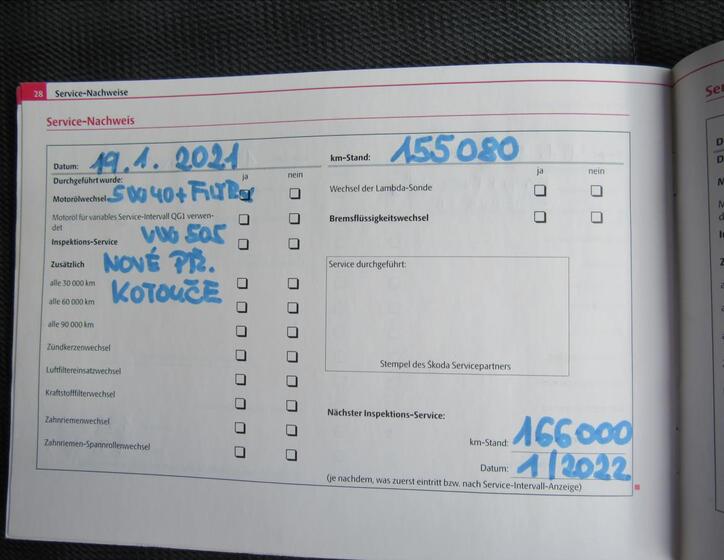 28 Service-Nachweise
Service-Nachweis
Datum: 19.1. 2021
km-Stand: 155080
Durchgeführt wurde:
ja nein
ja nein
Motorölwechsel 5W40+FILTRY
Wechsel der Lambda-Sonde
Motoröl für variables Service-Intervall QG1 verwen-
det
Bremsflüssigkeitswechsel
Inspektions-Service VW 505
Zusätzlich NOVÉ PŘ.
Service durchgeführt:
alle 30 000 km KOTOUČE
alle 60 000 km
alle 90 000 km
Zündkerzenwechsel
Luftfiltereinsatzwechsel
Stempel des Škoda Servicepartners
Kraftstofffilterwechsel
Nächster Inspektions-Service:
Zahnriemenwechsel
km-Stand: 166000
Zahnriemen-Spannrollenwechsel
Datum: 1/2022
(je nachdem, was zuerst eintritt bzw. nach Service-Intervall-Anzeige)